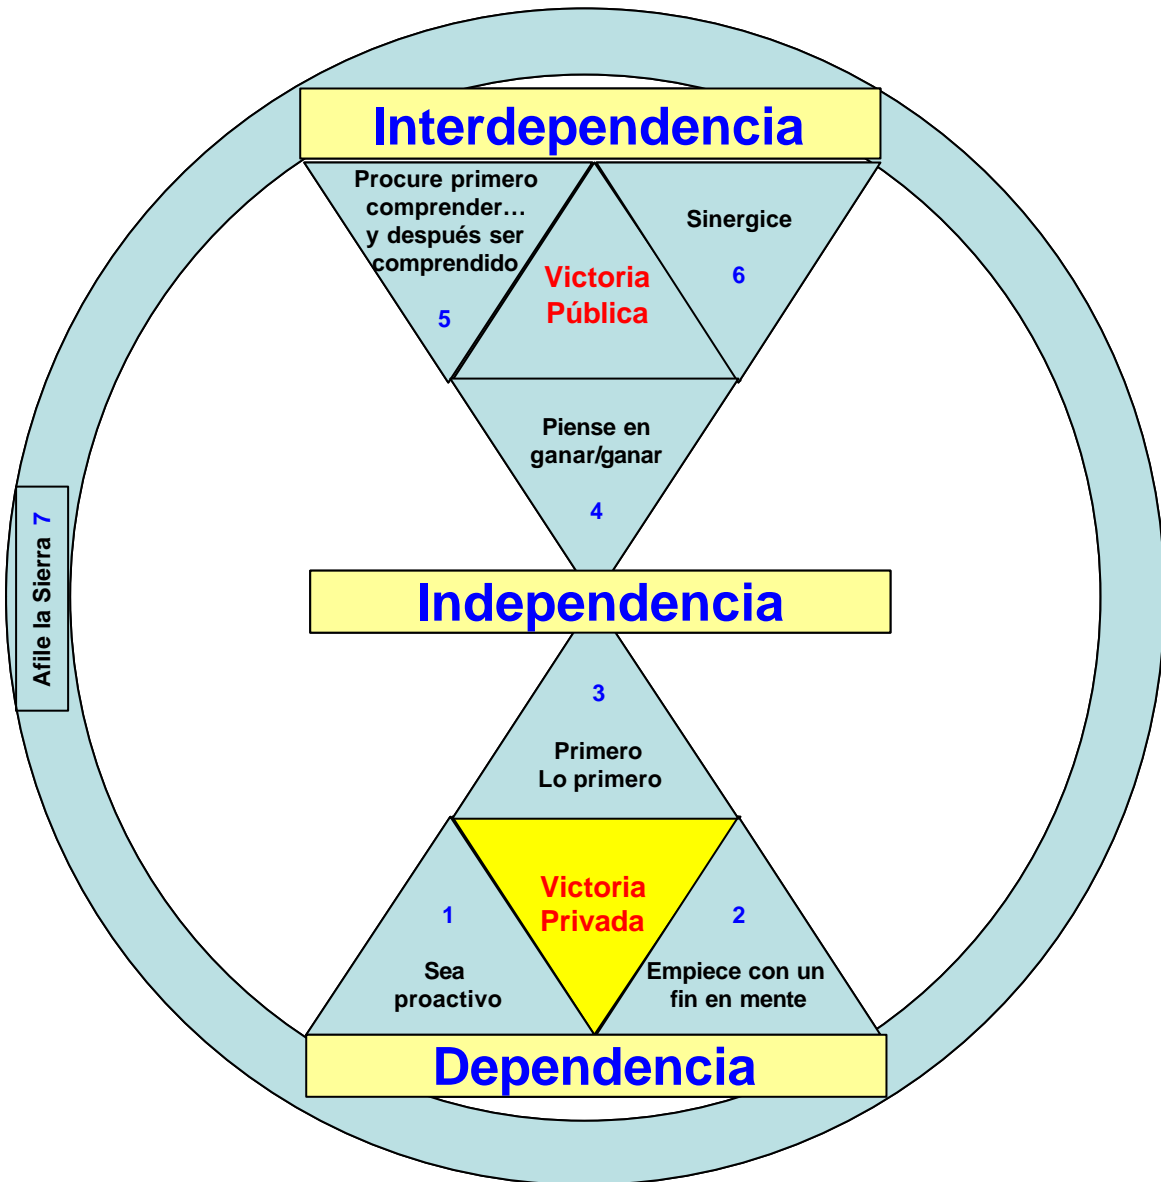 Interdependencia
Procure primero
comprender…
y después ser
comprendido
5
Victoria
Pública
Sinergice
6
Piense en
ganar/ganar
4
Afile la Sierra 7
Independencia
3
Primero
Lo primero
Victoria
Privada
1
Sea
proactivo
2
Empiece con un
fin en mente
Dependencia